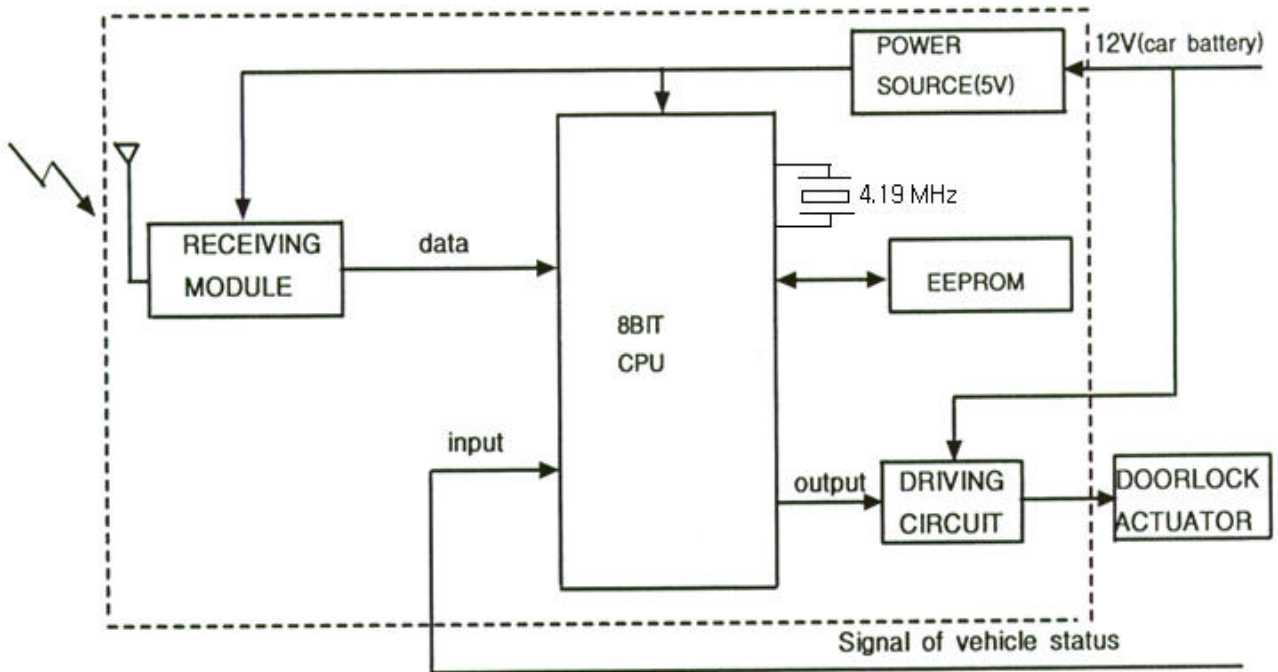 POWER
SOURCE(5V)
12V(car battery)
4.19 MHz
RECEIVING
MODULE
data
EEPROM
8BIT
CPU
input
output
DRIVING
CIRCUIT
DOORLOCK
ACTUATOR
Signal of vehicle status